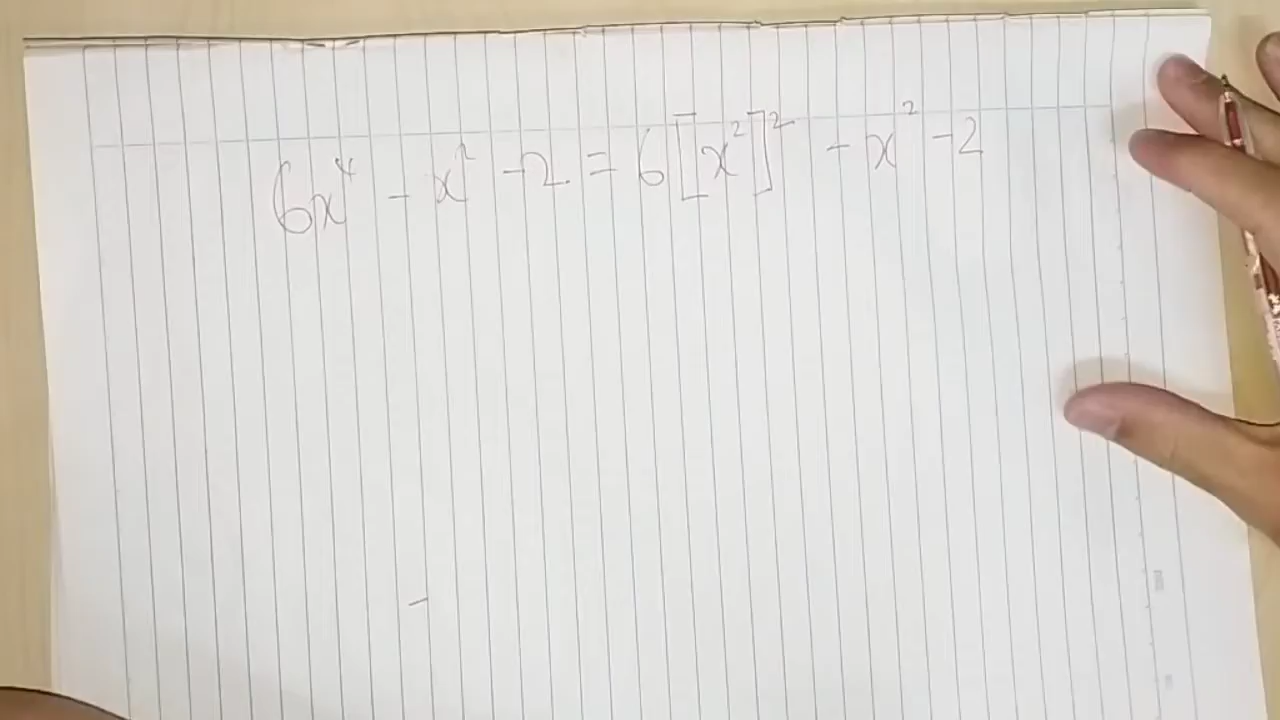 6x⁴ - x² - 2 = 6[x²]² - x² - 2